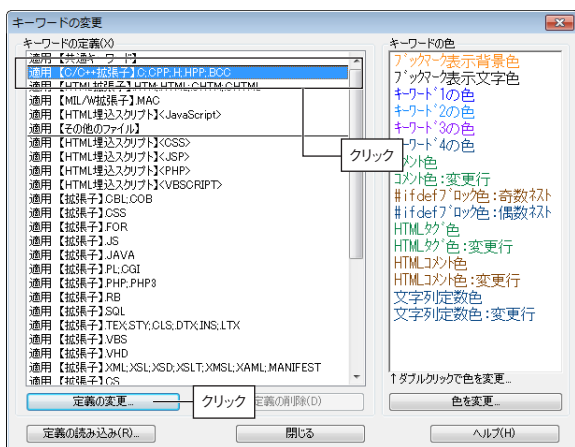 キーワードの変更
キーワードの定義(X)
適用 【共通キーワード】
適用 【C/C++拡張子】C;CPP;H;HPP;BCC
適用 【HTML拡張子】HTM;HTML;CHTM;CHTML
適用 【MIL/W拡張子】.MAC
適用 【HTML埋込スクリプト】<JavaScript>
適用 【その他のファイル】
適用 【HTML埋込スクリプト】<CSS>
適用 【HTML埋込スクリプト】<JSP>
適用 【HTML埋込スクリプト】<PHP>
適用 【HTML埋込スクリプト】<VBSCRIPT>
適用 【拡張子】CBL;COB
適用 【拡張子】CSS
適用 【拡張子】FOR
適用 【拡張子】JS
適用 【拡張子】JAVA
適用 【拡張子】PL;CGI
適用 【拡張子】PHP;PHP3
適用 【拡張子】RB
適用 【拡張子】SQL
適用 【拡張子】TEX;STY;CLS;DTX;INS;LTX
適用 【拡張子】VBS
適用 【拡張子】VHD
適用 【拡張子】XML;XSL;XSD;XSLT;XMSL;XAML;MANIFEST
適用 【拡張子】CS
クリック
定義の変更...
クリック
定義の削除(D)
定義の読み込み(R)...
閉じる
キーワードの色
ブックマーク表示背景色
ブックマーク表示文字色
キーワード1の色
キーワード2の色
キーワード3の色
キーワード4の色
コメント色
コメント色:変更行
#ifdefブロック色:奇数ネスト
#ifdefブロック色:偶数ネスト
HTMLタグ色
HTMLタグ色:変更行
HTMLコメント色
HTMLコメント色:変更行
文字列定数色
文字列定数色:変更行
↑ダブルクリックで色を変更...
色を変更...
ヘルプ(H)